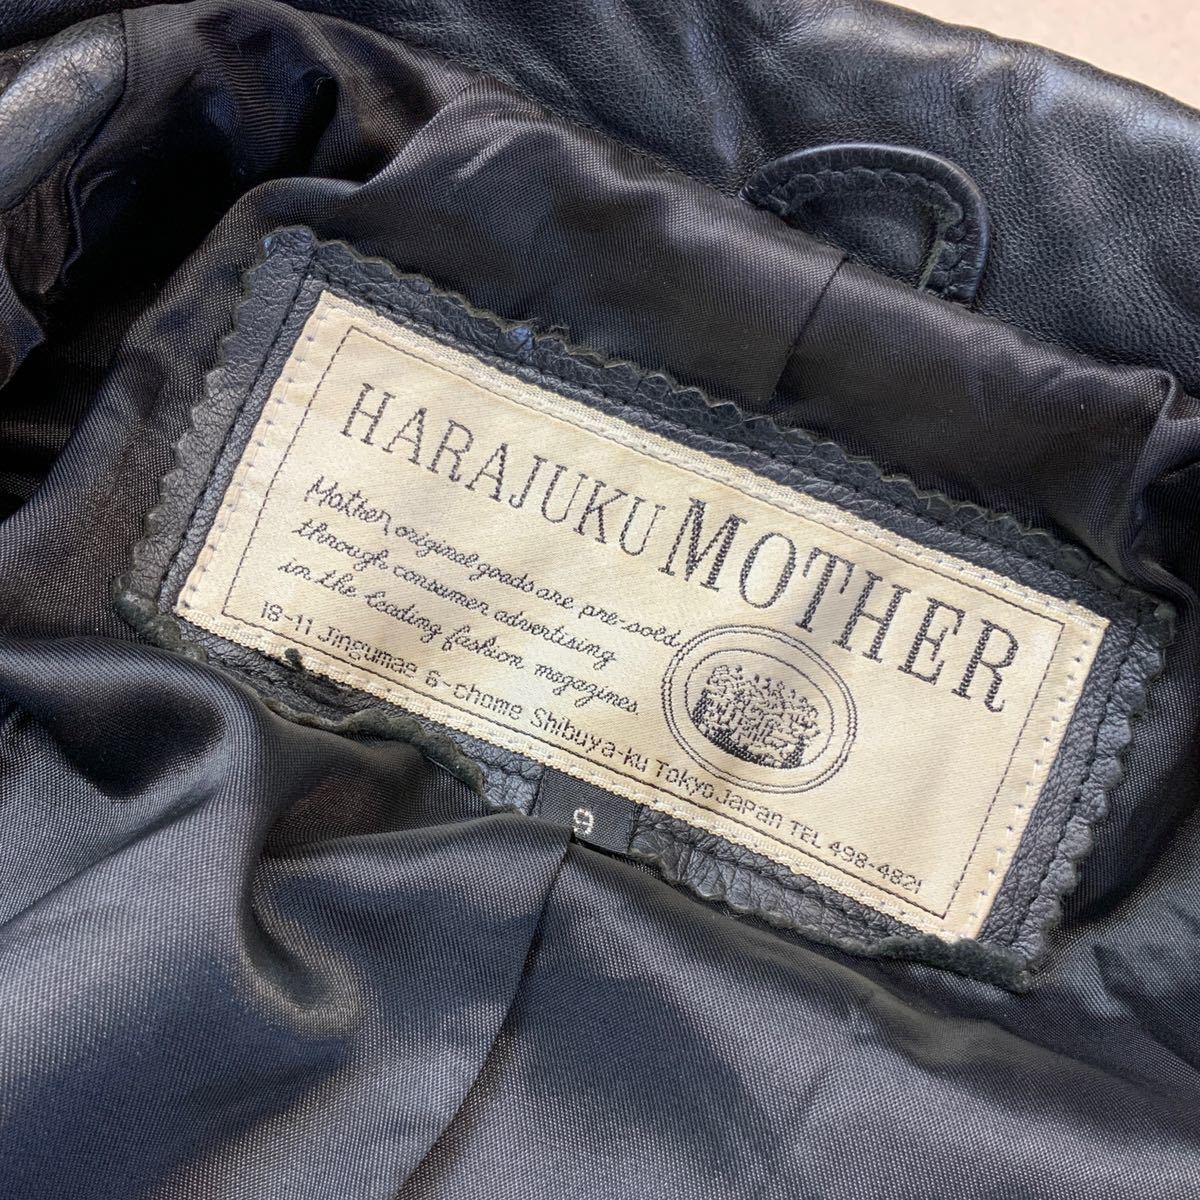 HARAJUKU MOTHER
Mother original goods are pre-sold
through consumer advertising
in the leading fashion magazines.
18-11 Jingumae 6-chome Shibuya-ku Tokyo Japan TEL 498-4821
9